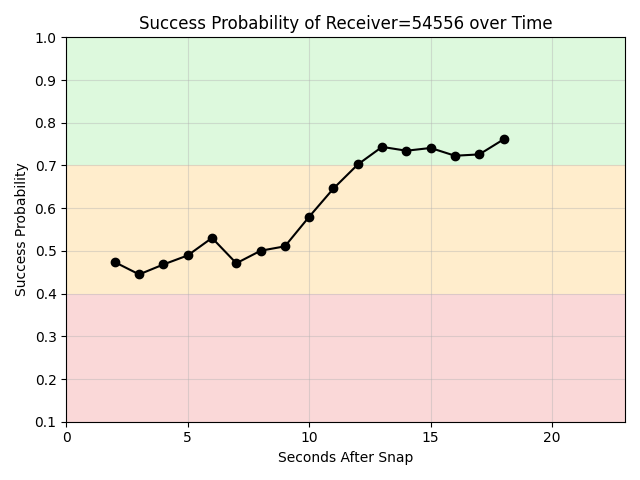 Success Probability of Receiver=54556 over Time
1.0
0.9
0.8
0.7
0.6
0.5
0.4
0.3
0.2
0.1
Success Probability
0 5 10 15 20
Seconds After Snap